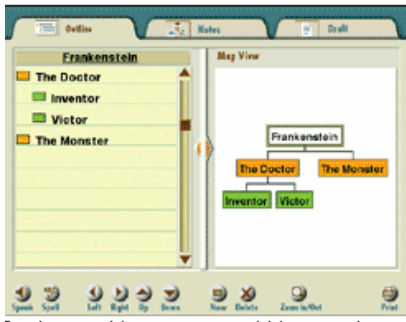 Outline
Notes
Draft
Frankenstein
The Doctor
Inventor
Victor
The Monster
Map View
Frankenstein
The Doctor
The Monster
Inventor
Victor
Speak
Spell
Left
Right
Up
Down
New
Delete
Zoom In/Out
Print